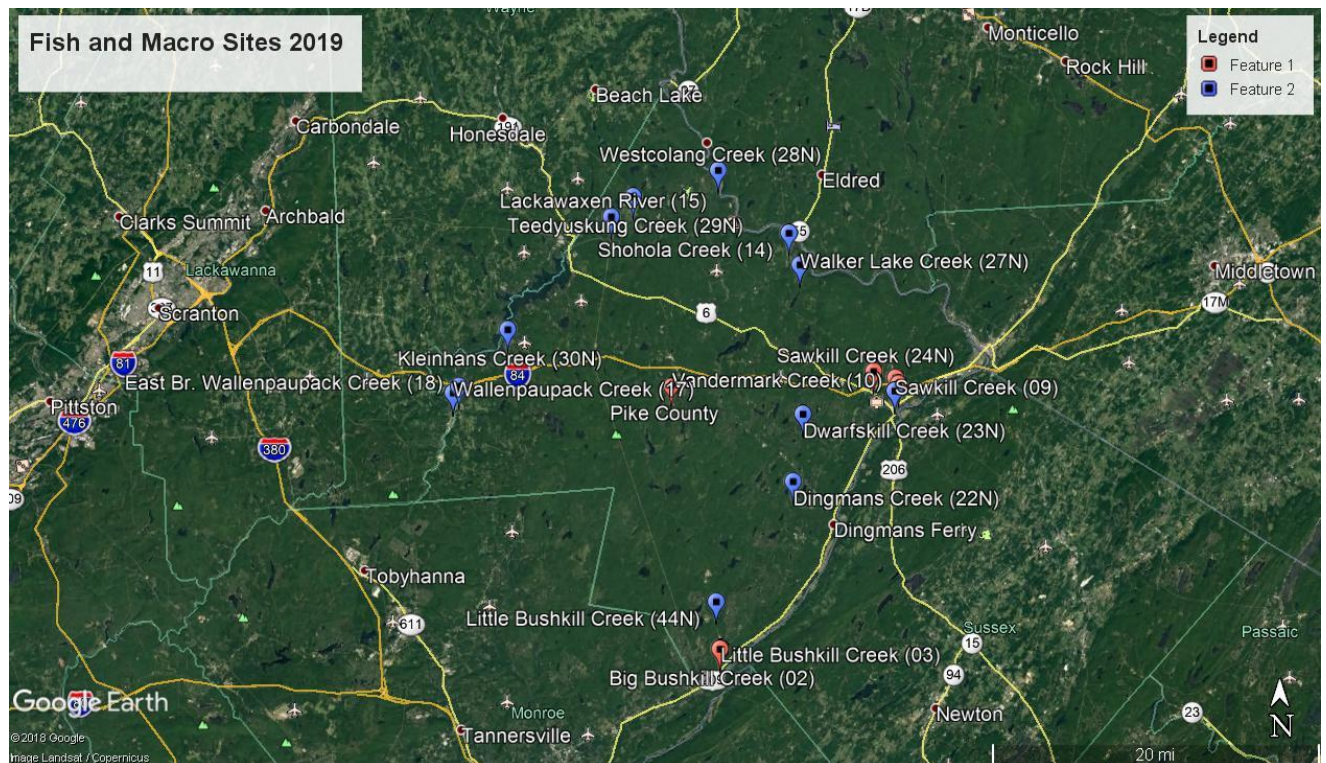 Fish and Macro Sites 2019
Legend
Feature 1
Feature 2
Wayne
Monticello
Rock Hill
Beach Lake
Carbondale
Honesdale
191
Westcolang Creek (28N)
Eldred
Lackawaxen River (15)
Teedyuskung Creek (29N)
Shohola Creek (14)
55
Walker Lake Creek (27N)
Clarks Summit
Archbald
11
Lackawanna
Middletown
17M
Scranton
6
Kleinhans Creek (30N)
Sawkill Creek (24N)
81
84
East Br. Wallenpaupack Creek (18)
Wallenpaupack Creek (17)
Vandermark Creek (10)
Sawkill Creek (09)
Pittston
Pike County
476
380
Dwarfskill Creek (23N)
206
Dingmans Creek (22N)
Dingmans Ferry
Tobyhanna
611
Little Bushkill Creek (44N)
Sussex
15
Passaic
Little Bushkill Creek (03)
Big Bushkill Creek (02)
94
Google Earth
Monroe
Newton
23
N
Tannersville
20 mi
© 2018 Google
Image Landsat / Copernicus